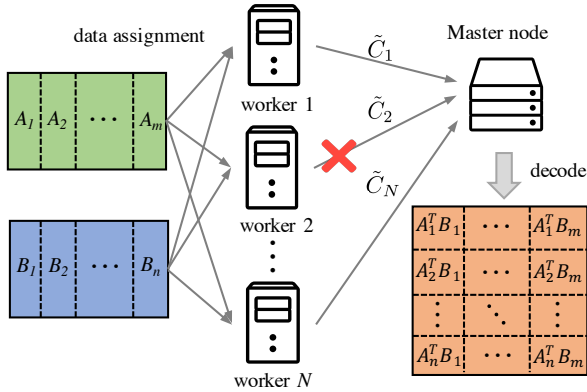 data assignment
Master node
A₁ A₂ ⋯ Aₘ
B₁ B₂ ⋯ Bₙ
worker 1
worker 2
⋮
worker N
C̃₁
C̃₂
C̃_N
decode
A₁ᵀB₁ ⋯ A₁ᵀBₘ
A₂ᵀB₁ ⋯ A₂ᵀBₘ
⋮ ⋱ ⋮
AₙᵀB₁ ⋯ AₙᵀBₘ